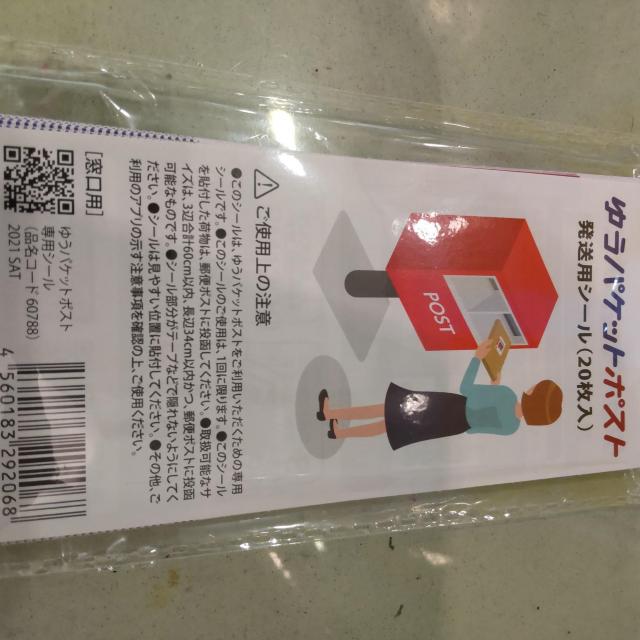 ゆうパケットポスト
発送用シール(20枚入)
POST
ご使用上の注意
●このシールは、ゆうパケットポストをご利用いただくための専用
シールです。●このシールのご使用は、1回に限ります。●このシール
を貼付した荷物は、郵便ポストに投函してください。●取扱可能なサ
イズは、3辺合計60cm以内、長辺34cm以内かつ、郵便ポストに投函
可能なものです。●シール部分がテープなどで隠れないようにしてく
ださい。●シールは見やすい位置に貼付してください。●その他、ご
利用のアプリの示す注意事項を確認の上、ご使用ください。
[窓口用]
ゆうパケットポスト
専用シール
(品名コード 60788)
2021 SAT
4 560183 292068